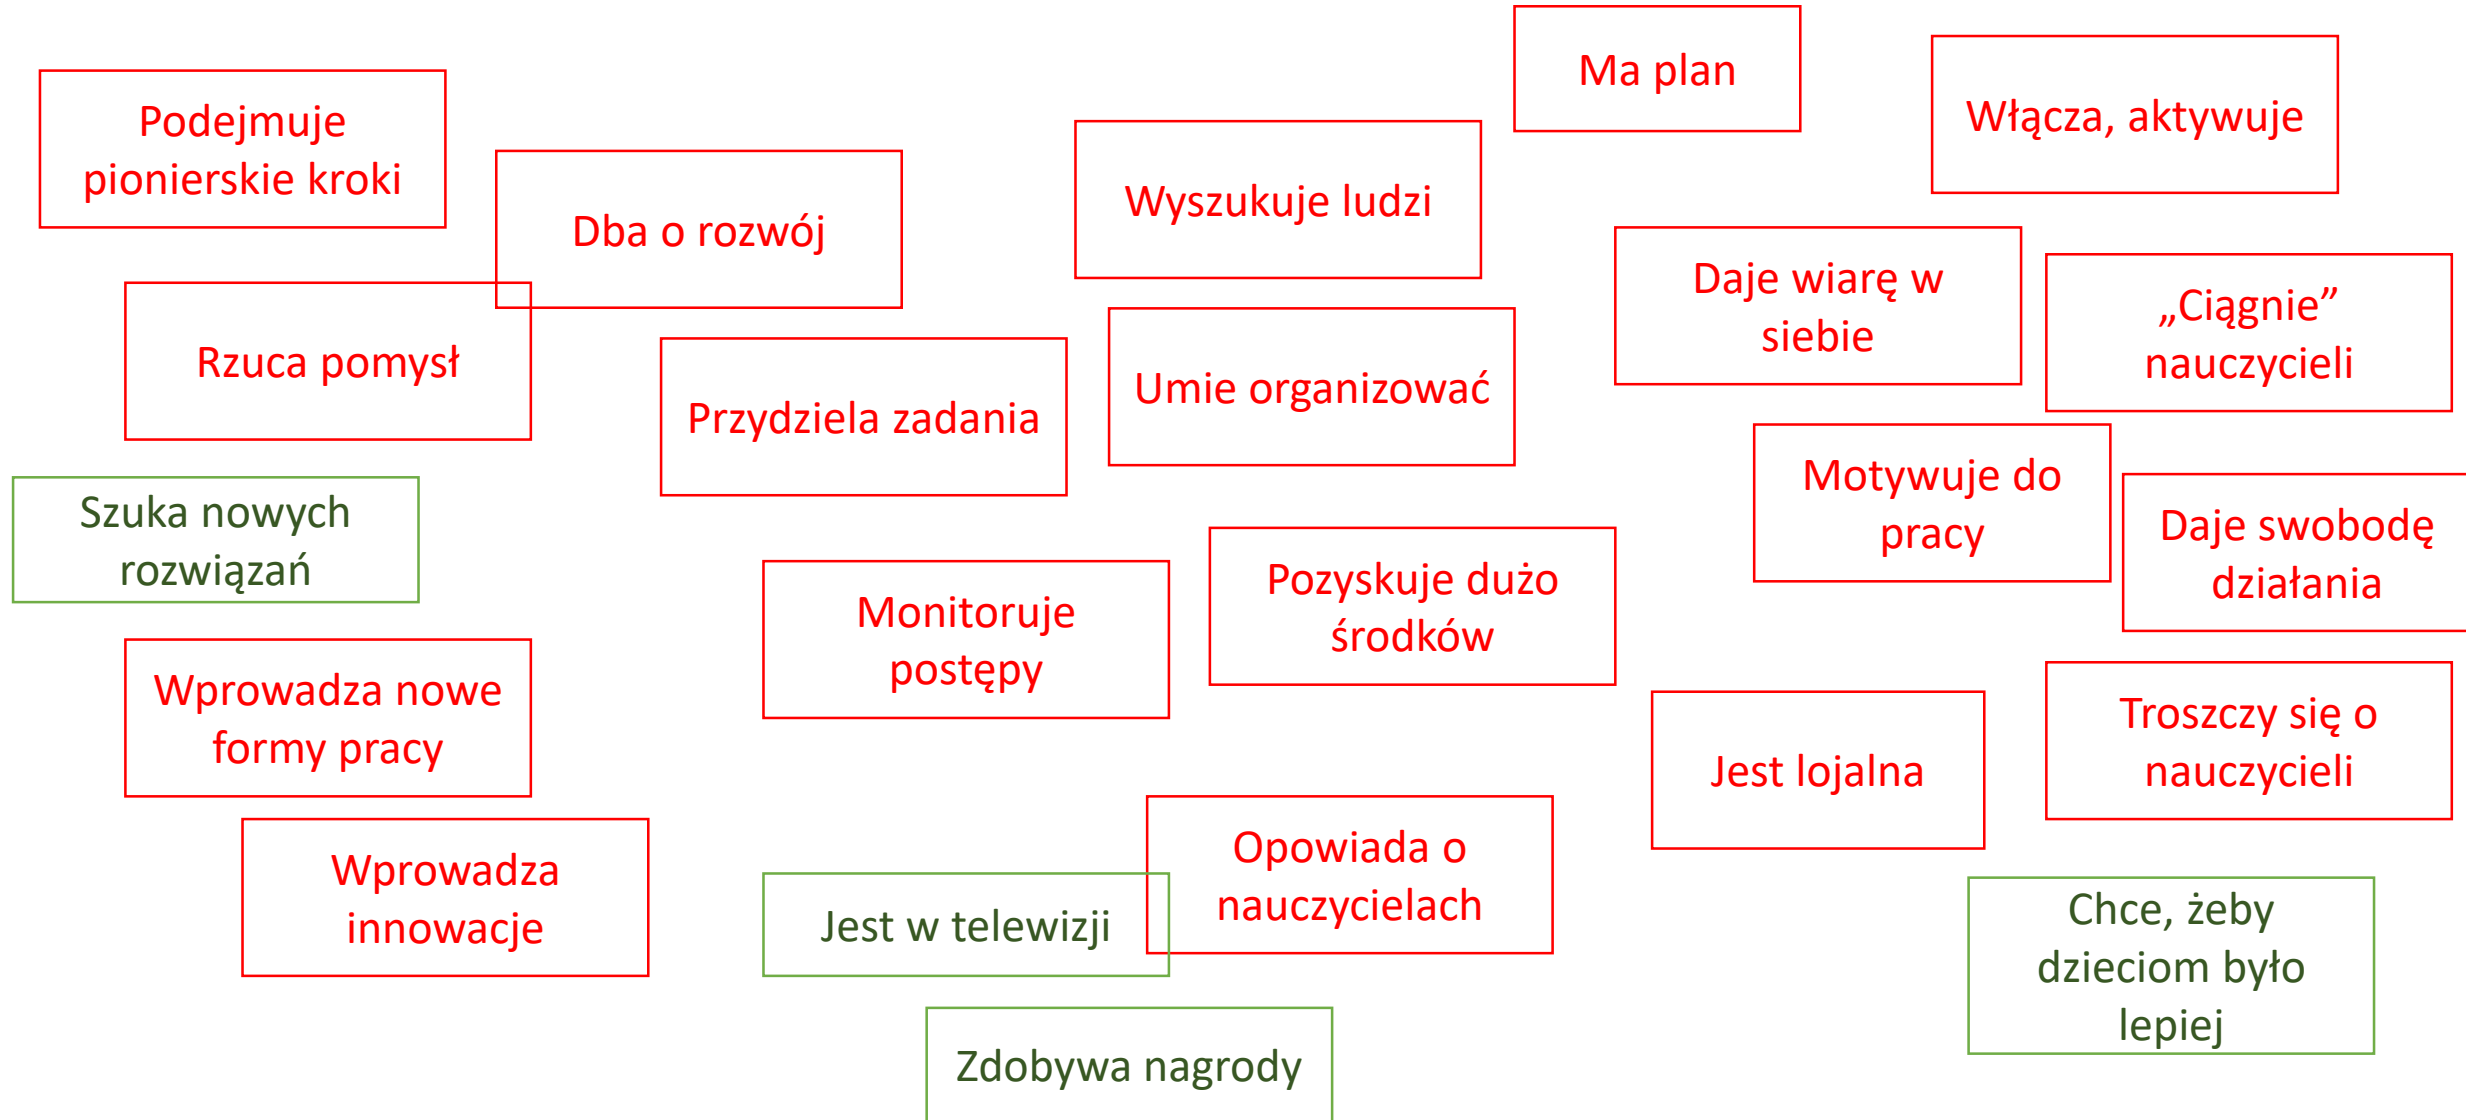 Ma plan
Podejmuje
pionierskie kroki
Włącza, aktywuje
Dba o rozwój
Wyszukuje ludzi
Daje wiarę w
siebie
„Ciągnie”
nauczycieli
Rzuca pomysł
Przydziela zadania
Umie organizować
Motywuje do
pracy
Szuka nowych
rozwiązań
Daje swobodę
działania
Monitoruje
postępy
Pozyskuje dużo
środków
Wprowadza nowe
formy pracy
Jest lojalna
Troszczy się o
nauczycieli
Wprowadza
innowacje
Jest w telewizji
Opowiada o
nauczycielach
Chce, żeby
dzieciom było
lepiej
Zdobywa nagrody